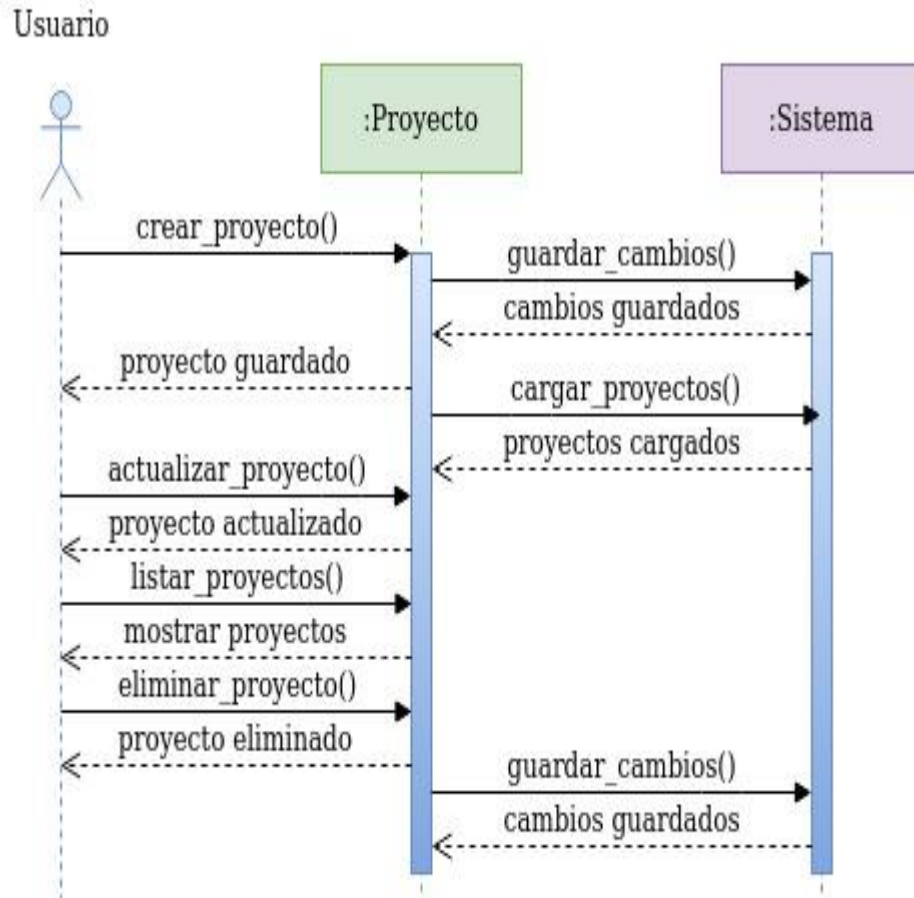 Usuario
:Proyecto
:Sistema
crear_proyecto()
guardar_cambios()
cambios guardados
proyecto guardado
cargar_proyectos()
proyectos cargados
actualizar_proyecto()
proyecto actualizado
listar_proyectos()
mostrar proyectos
eliminar_proyecto()
proyecto eliminado
guardar_cambios()
cambios guardados